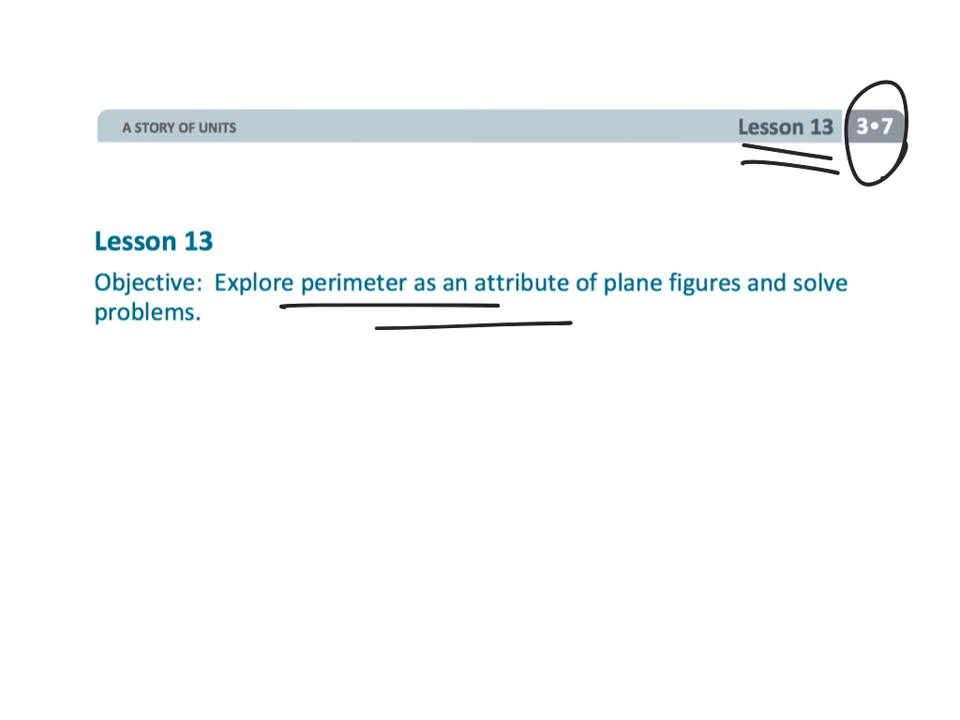 A STORY OF UNITS
Lesson 13
3•7
Lesson 13
Objective: Explore perimeter as an attribute of plane figures and solve
problems.